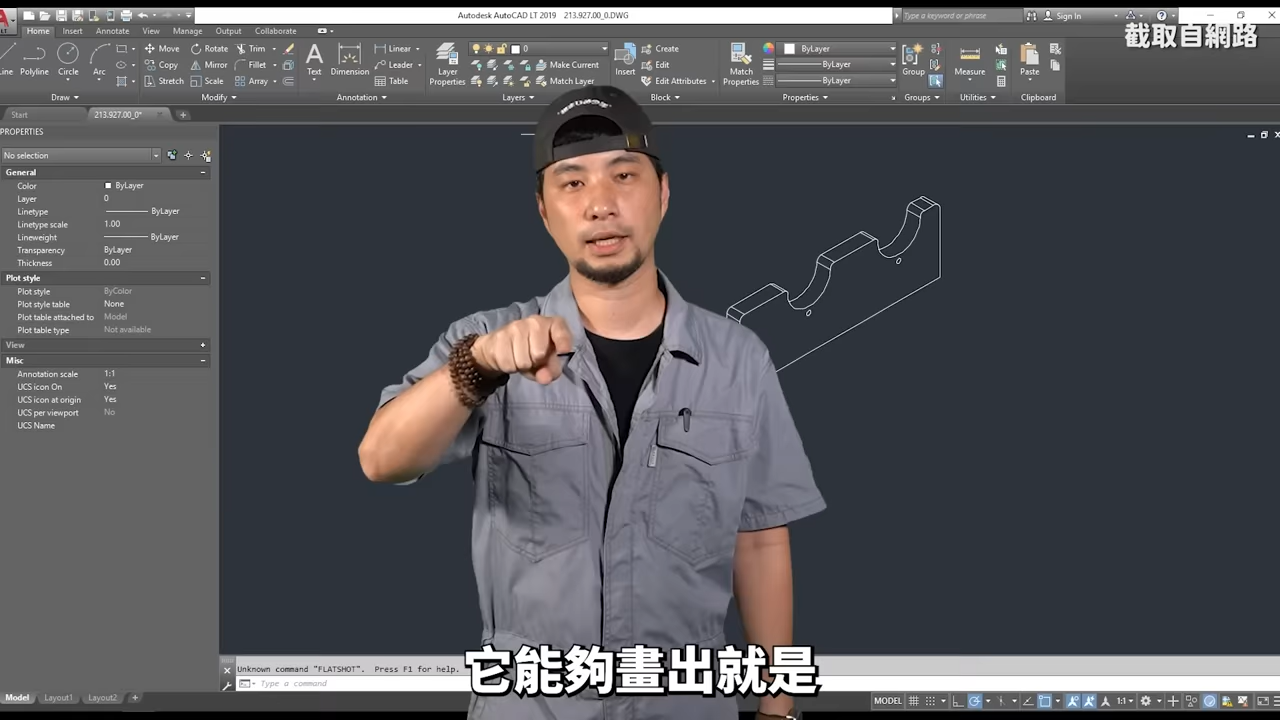 Autodesk AutoCAD LT 2019 213.927.00_0.DWG
Type a keyword or phrase
Sign In
截取自網路
Home Insert Annotate View Manage Output Collaborate
Line Polyline Circle Arc
Move Rotate Trim
Copy Mirror Fillet
Stretch Scale Array
Text Dimension
Linear
Leader
Table
Layer Properties
0
Make Current
Match Layer
Insert
Create
Edit
Edit Attributes
Match Properties
ByLayer
ByLayer
ByLayer
Group
Measure
Paste
Draw Modify Annotation Layers Block Properties Groups Utilities Clipboard
Start 213.927.00_0*
PROPERTIES
No selection
General
Color ByLayer
Layer 0
Linetype ByLayer
Linetype scale 1.00
Lineweight ByLayer
Transparency ByLayer
Thickness 0.00
Plot style
Plot style ByColor
Plot style table None
Plot table attached to Model
Plot table type Not available
View
Misc
Annotation scale 1:1
UCS icon On Yes
UCS icon at origin Yes
UCS per viewport No
UCS Name
Unknown command "FLATSHOT". Press F1 for help.
Type a command
它能夠畫出就是
Model Layout1 Layout2 +
MODEL 1:1